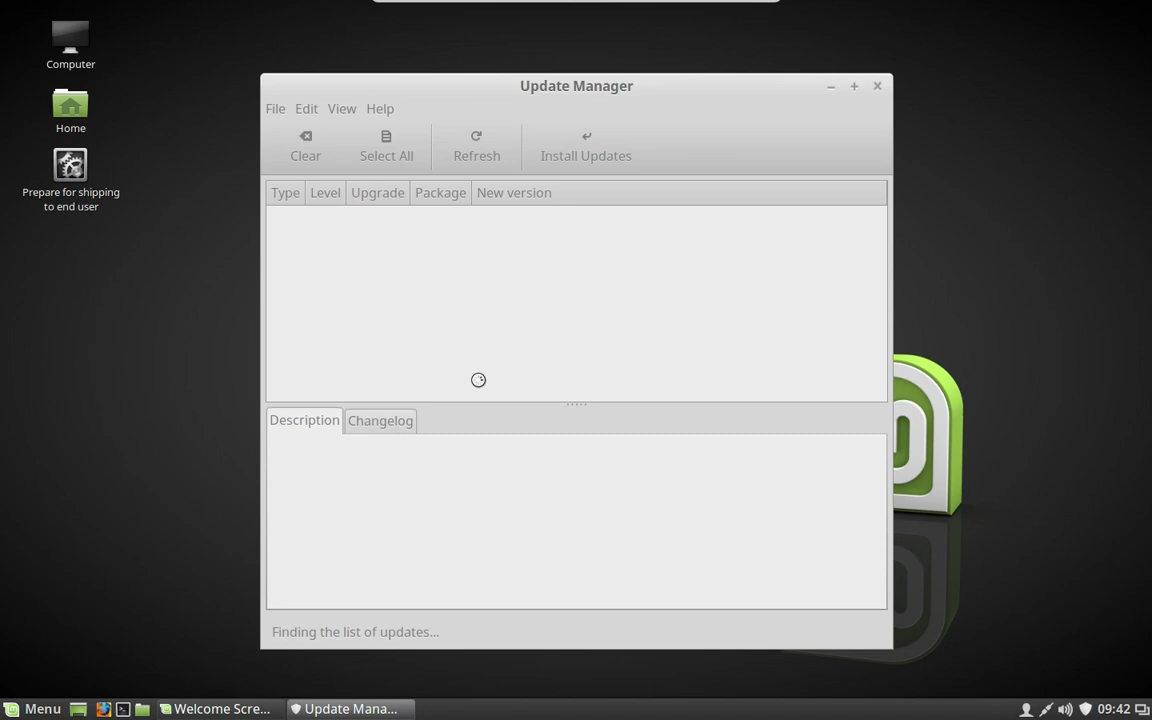 Computer
Home
Prepare for shipping
to end user
Update Manager
File Edit View Help
Clear Select All Refresh Install Updates
Type Level Upgrade Package New version
Description Changelog
Finding the list of updates...
Menu Welcome Scre... Update Mana... 09:42